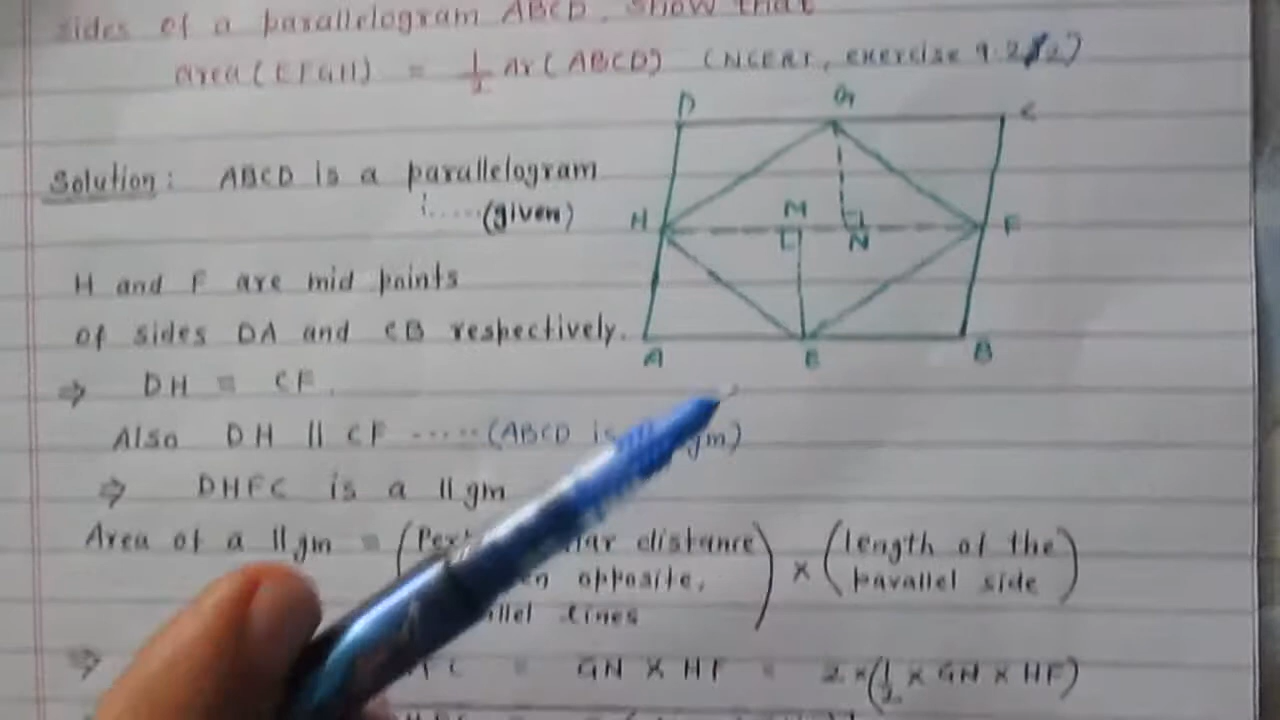 sides of a parallelogram ABCD. Show that
area(EFGH) = 1/2 Ar(ABCD) (NCERT, exercise 9.2/2)
D G C
Solution: ABCD is a parallelogram
.....(given)
H M F
N
H and F are mid points
of sides DA and CB respectively.
A E B
⇒ DH = CF.
Also DH || CF .....(ABCD is gm)
⇒ DHFC is a ||gm
Area of a ||gm = ( distance opposite, lines ) × (length of the parallel side)
⇒ = GN × HF = 2×(1/2 × GN × HF)